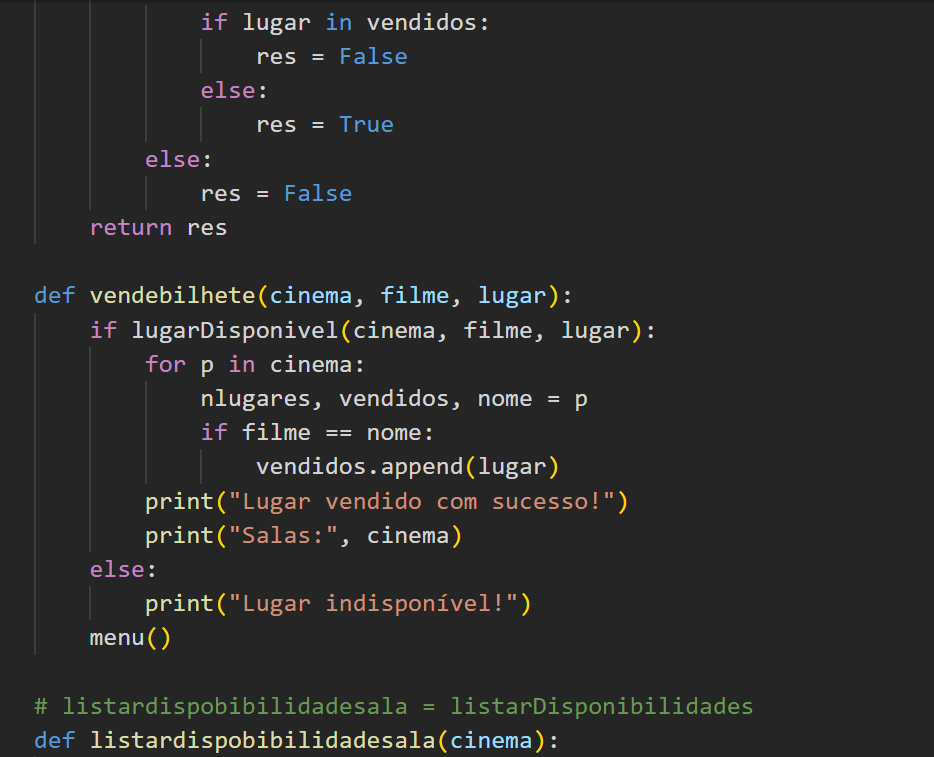 if lugar in vendidos:
res = False
else:
res = True
else:
res = False
return res
def vendebilhete(cinema, filme, lugar):
if lugarDisponivel(cinema, filme, lugar):
for p in cinema:
nlugares, vendidos, nome = p
if filme == nome:
vendidos.append(lugar)
print("Lugar vendido com sucesso!")
print("Salas:", cinema)
else:
print("Lugar indisponível!")
menu()
# listardispobibilidadesala = listarDisponibilidades
def listardispobibilidadesala(cinema):